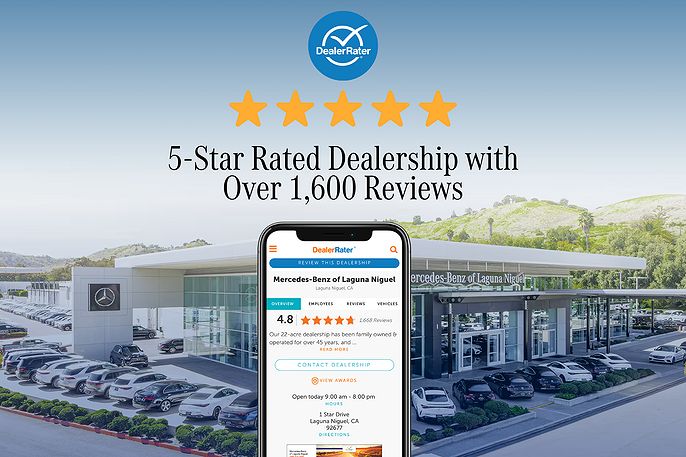 DealerRater
5-Star Rated Dealership with
Over 1,600 Reviews
DealerRater
REVIEW THIS DEALERSHIP
Mercedes-Benz of Laguna Niguel
Laguna Niguel, CA
OVERVIEW EMPLOYEES REVIEWS VEHICLES
4.8 1,668 Reviews
Our 22-acre dealership has been family owned &
operated for over 45 years, and ...
READ MORE
CONTACT DEALERSHIP
VIEW AWARDS
Open today 9:00 am - 8:00 pm
HOURS
1 Star Drive
Laguna Niguel, CA
92677
DIRECTIONS
ercedes-Benz of Laguna Niguel